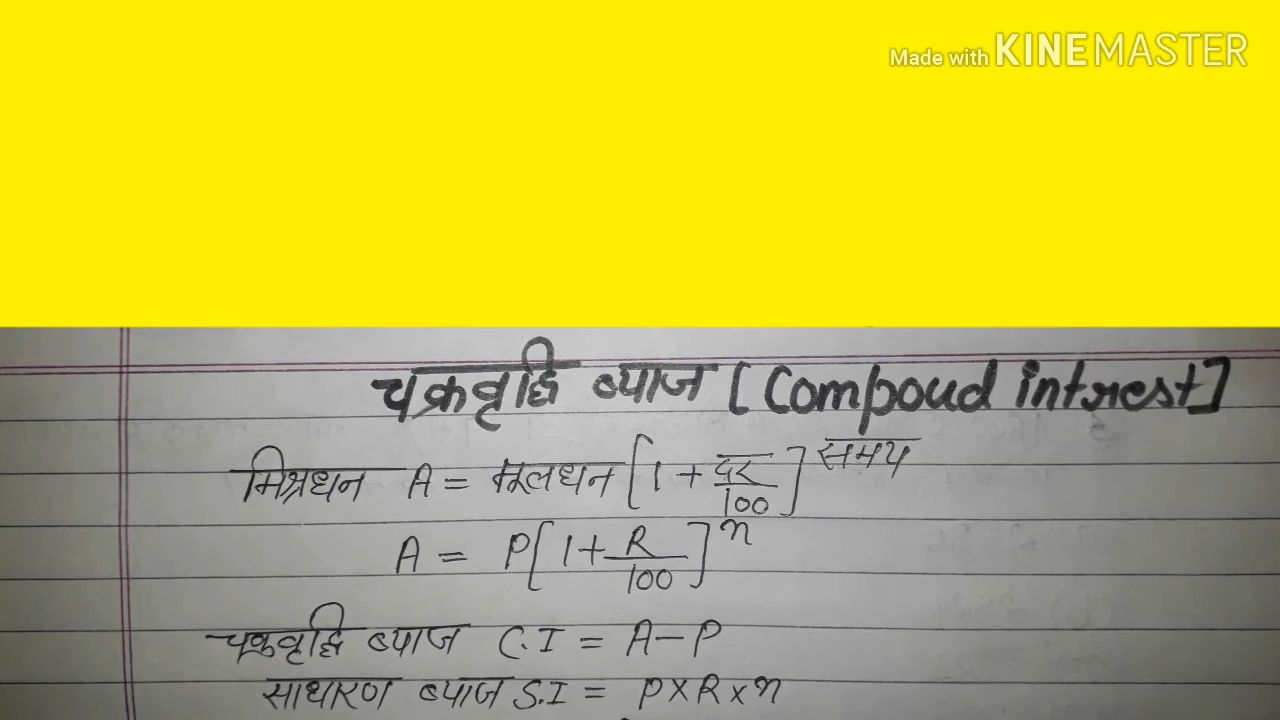 Made with KINEMASTER
चक्रवृद्धि ब्याज [Compoud intrest]
मिश्रधन A = मूलधन [1 + दर/100]^समय
A = P[1 + R/100]^n
चक्रवृद्धि ब्याज C.I = A - P
साधारण ब्याज S.I = P × R × n